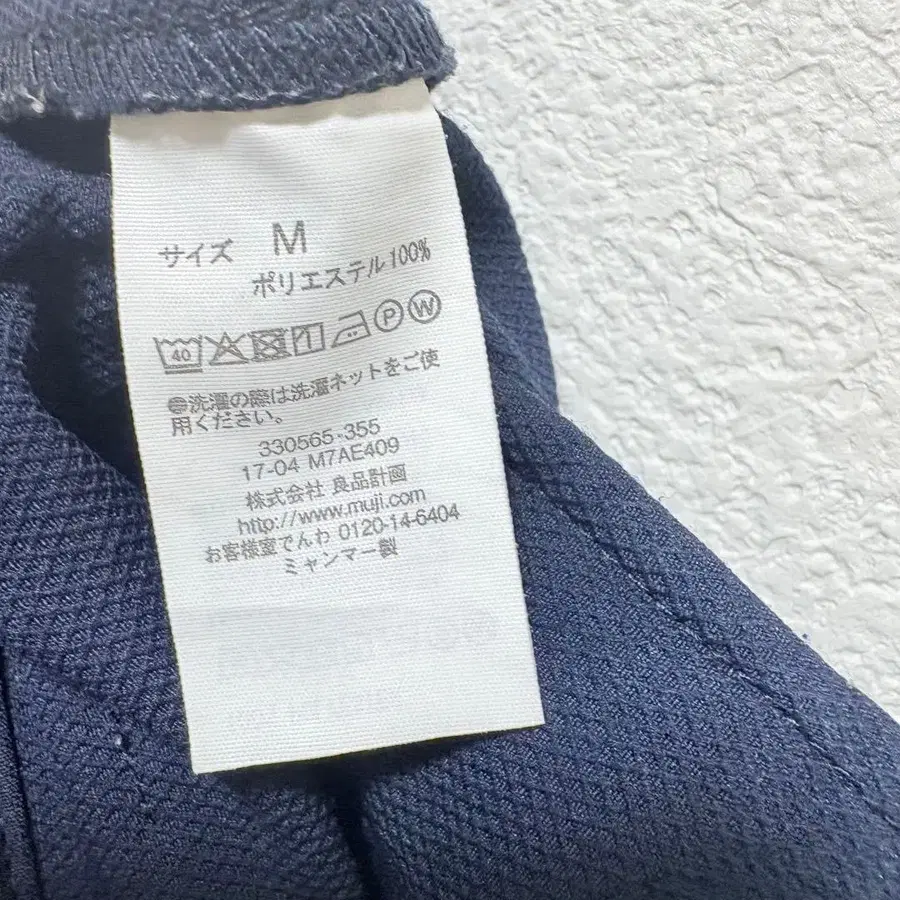 サイズ M
ポリエステル100%
40 P W
●洗濯の際は洗濯ネットをご使
用ください。
330565-355
17-04 M7AE409
株式会社 良品計画
http://www.muji.com
お客様室でんわ 0120-14-6404
ミャンマー製